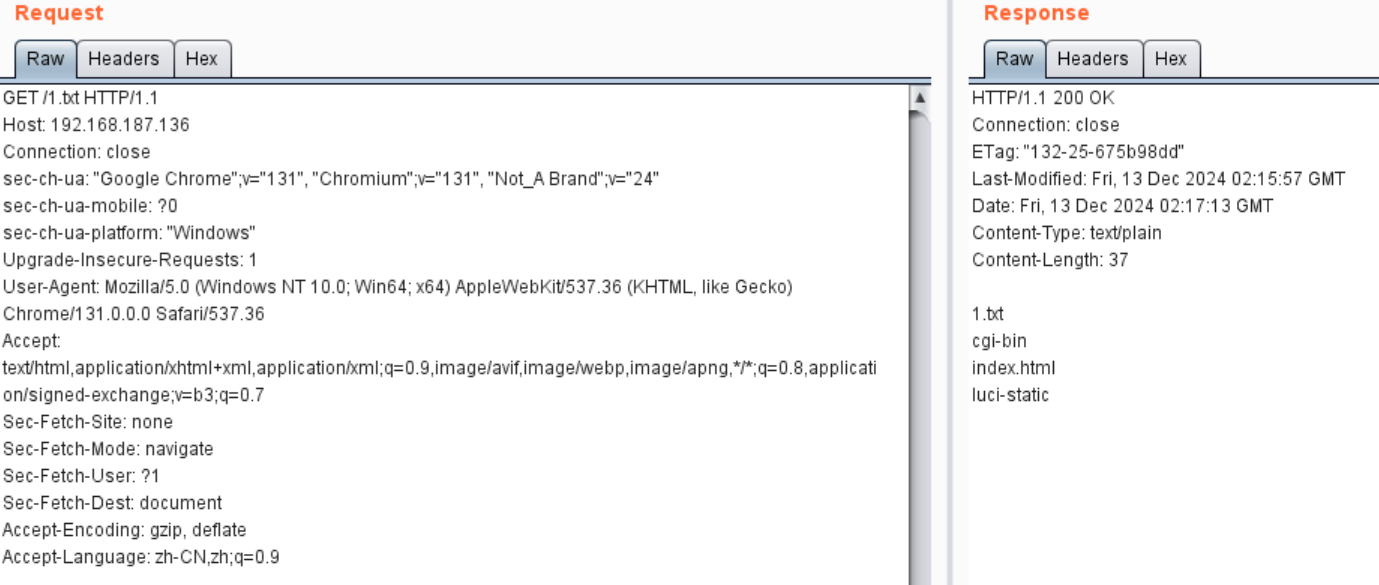 Request
Raw Headers Hex
GET /1.txt HTTP/1.1
Host: 192.168.187.136
Connection: close
sec-ch-ua: "Google Chrome";v="131", "Chromium";v="131", "Not_A Brand";v="24"
sec-ch-ua-mobile: ?0
sec-ch-ua-platform: "Windows"
Upgrade-Insecure-Requests: 1
User-Agent: Mozilla/5.0 (Windows NT 10.0; Win64; x64) AppleWebKit/537.36 (KHTML, like Gecko)
Chrome/131.0.0.0 Safari/537.36
Accept:
text/html,application/xhtml+xml,application/xml;q=0.9,image/avif,image/webp,image/apng,*/*;q=0.8,applicati
on/signed-exchange;v=b3;q=0.7
Sec-Fetch-Site: none
Sec-Fetch-Mode: navigate
Sec-Fetch-User: ?1
Sec-Fetch-Dest: document
Accept-Encoding: gzip, deflate
Accept-Language: zh-CN,zh;q=0.9
Response
Raw Headers Hex
HTTP/1.1 200 OK
Connection: close
ETag: "132-25-675b98dd"
Last-Modified: Fri, 13 Dec 2024 02:15:57 GMT
Date: Fri, 13 Dec 2024 02:17:13 GMT
Content-Type: text/plain
Content-Length: 37
1.txt
cgi-bin
index.html
luci-static